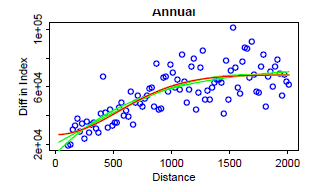 Annual
1e+05
6e+04
2e+04
Diff in Index
0
500
1000
1500
2000
Distance